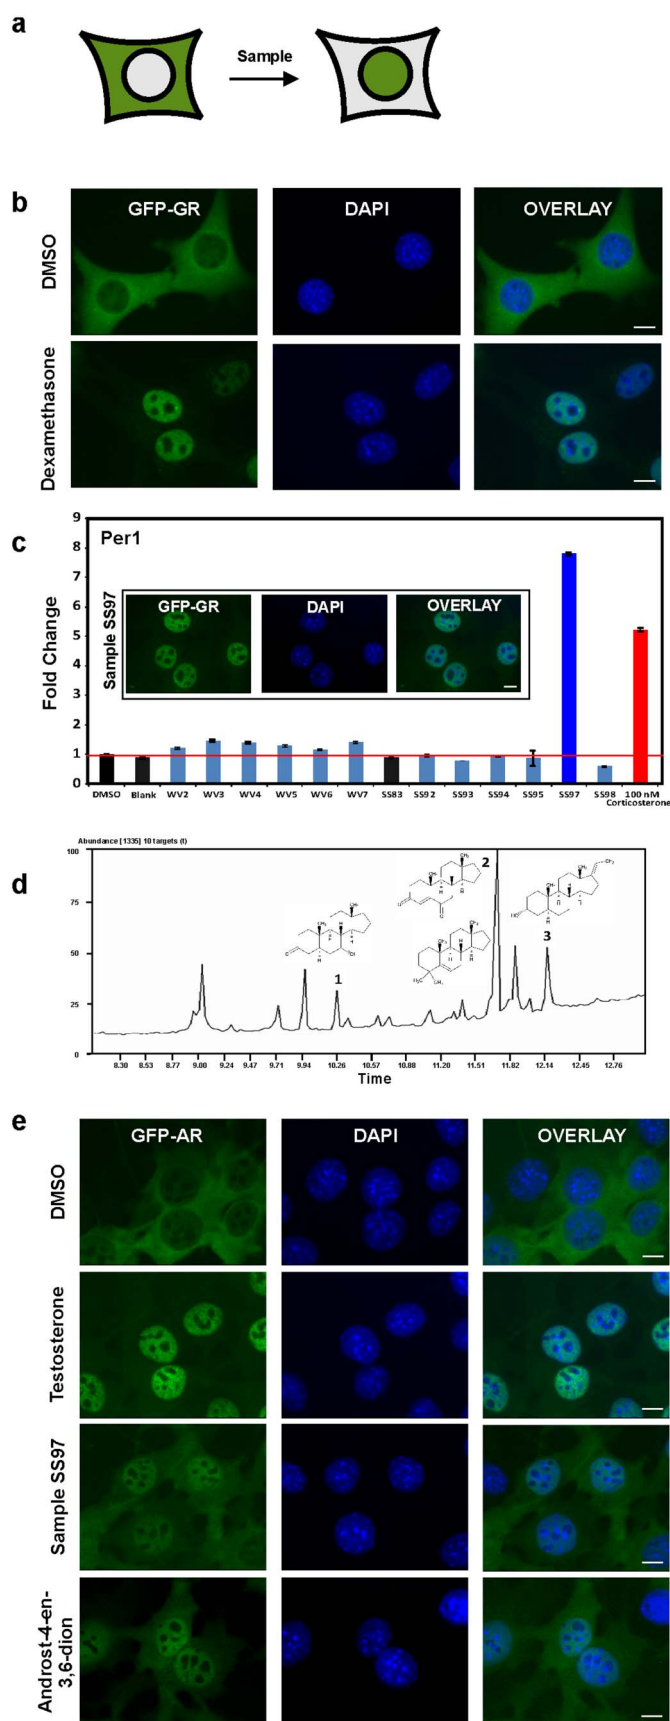 a
Sample
b
GFP-GR
DAPI
OVERLAY
DMSO
Dexamethasone
c
Per1
Fold Change
9
8
7
6
5
4
3
2
1
0
Sample SS97
GFP-GR
DAPI
OVERLAY
DMSO Blank WV2 WV3 WV4 WV5 WV6 WV7 SS83 SS92 SS93 SS94 SS95 SS97 SS98 100 nM
Corticosterone
d
Abundance [1335] 10 targets (t)
100
75
50
25
0
1
2
3
8.30 8.53 8.77 9.00 9.24 9.47 9.71 9.94 10.26 10.57 10.88 11.20 11.51 11.82 12.14 12.45 12.76
Time
e
GFP-AR
DAPI
OVERLAY
DMSO
Testosterone
Sample SS97
Androst-4-en-
3,6-dion